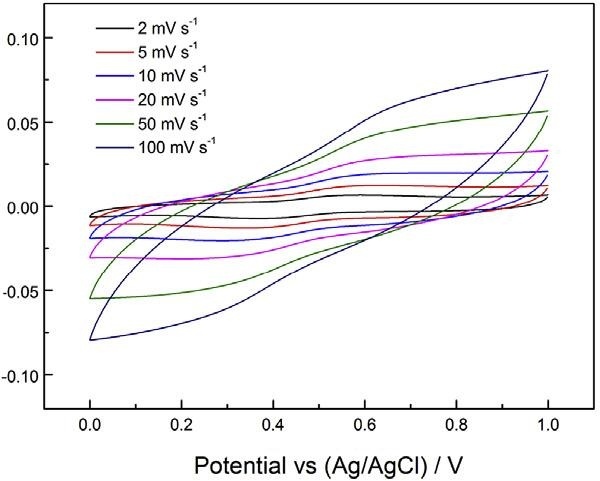 2 mV s⁻¹
5 mV s⁻¹
10 mV s⁻¹
20 mV s⁻¹
50 mV s⁻¹
100 mV s⁻¹
0.10
0.05
0.00
-0.05
-0.10
0.0 0.2 0.4 0.6 0.8 1.0
Potential vs (Ag/AgCl) / V